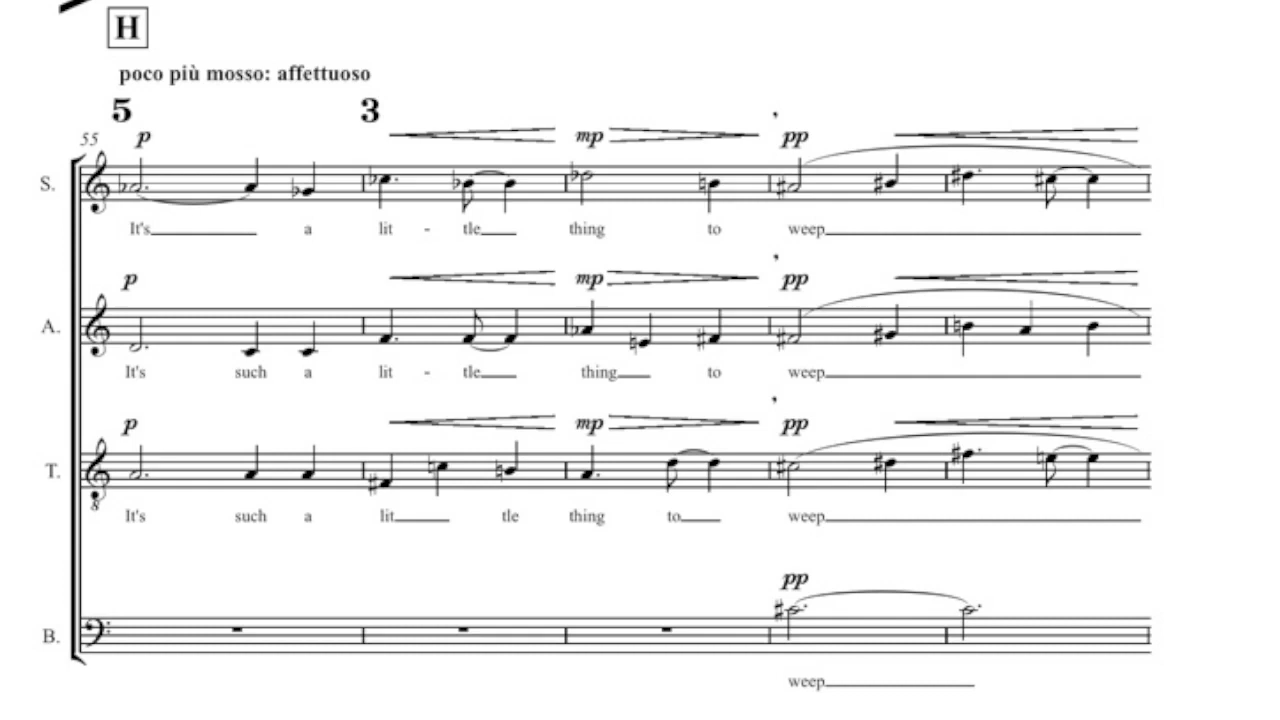 H
poco più mosso: affettuoso
5 3
55 p mp pp
S.
It's a lit - tle thing to weep
p mp pp
A.
It's such a lit - tle thing to weep
p mp pp
T.
8
It's such a lit tle thing to weep
pp
B.
weep